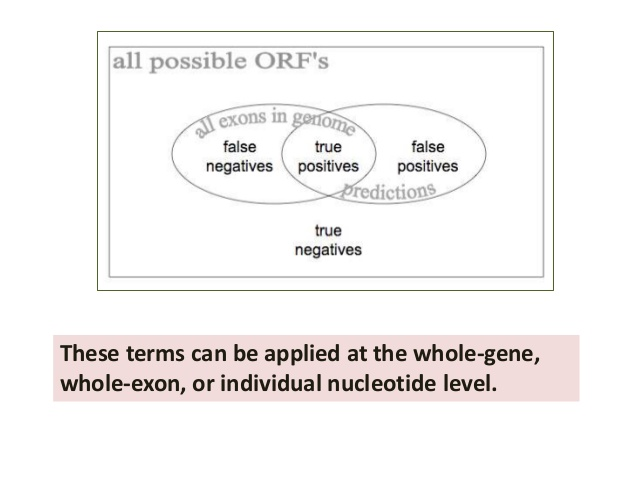 all possible ORF's
all exons in genome
false
negatives
true
positives
false
positives
predictions
true
negatives
These terms can be applied at the whole-gene,
whole-exon, or individual nucleotide level.